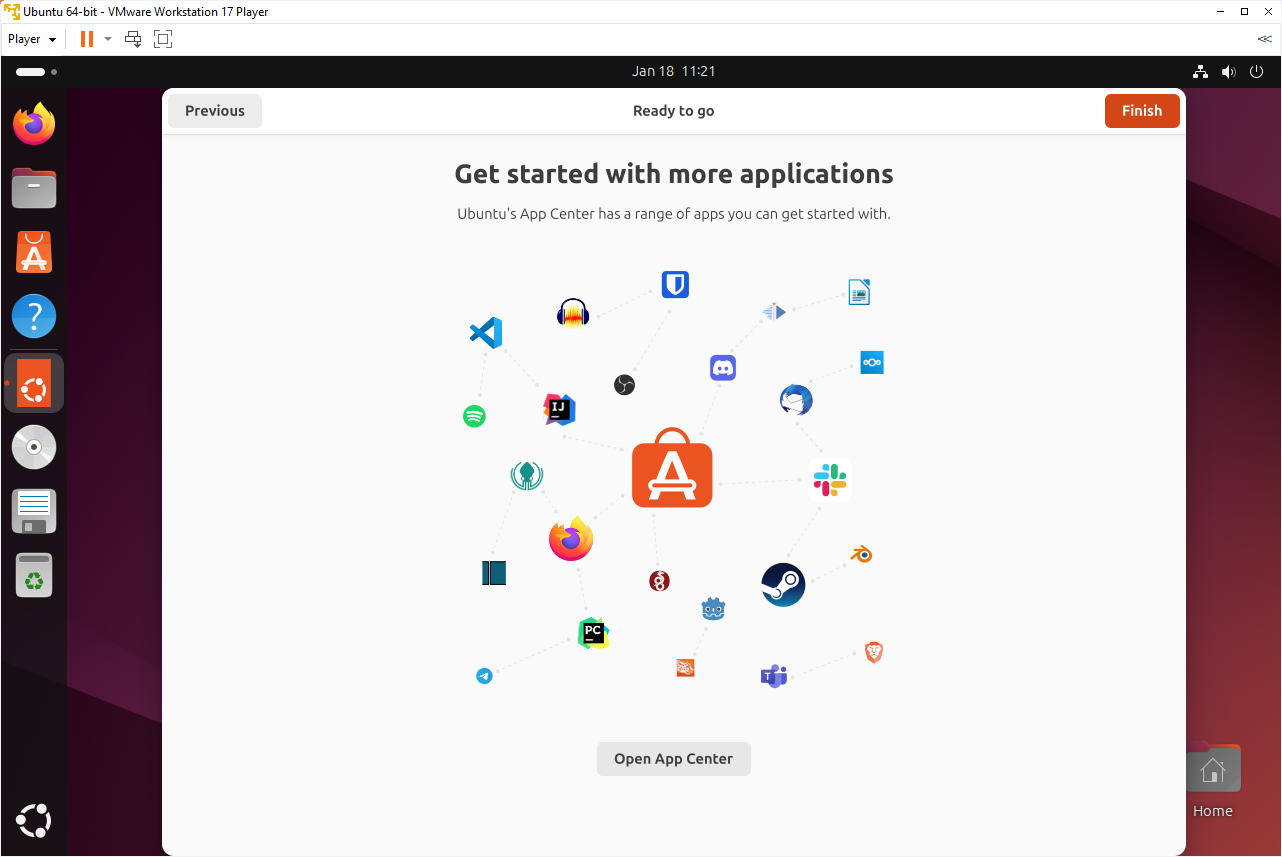 Ubuntu 64-bit - VMware Workstation 17 Player
Player
Jan 18 11:21
Previous
Ready to go
Finish
Get started with more applications
Ubuntu's App Center has a range of apps you can get started with.
IJ
PC
T
Open App Center
Home